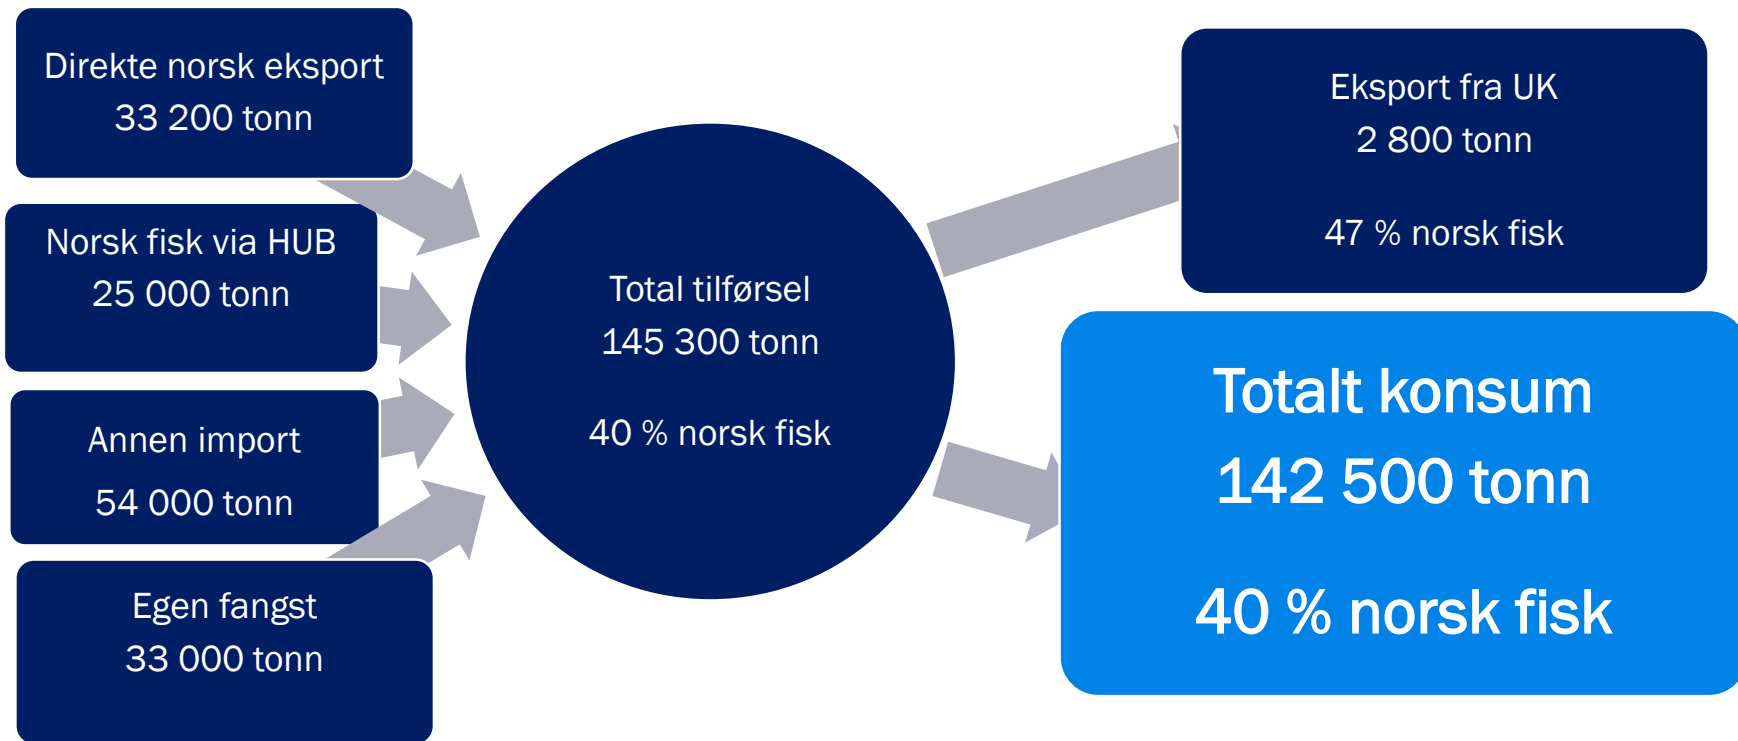 Direkte norsk eksport
33 200 tonn
Norsk fisk via HUB
25 000 tonn
Annen import
54 000 tonn
Egen fangst
33 000 tonn
Total tilførsel
145 300 tonn
40 % norsk fisk
Eksport fra UK
2 800 tonn
47 % norsk fisk
Totalt konsum
142 500 tonn
40 % norsk fisk